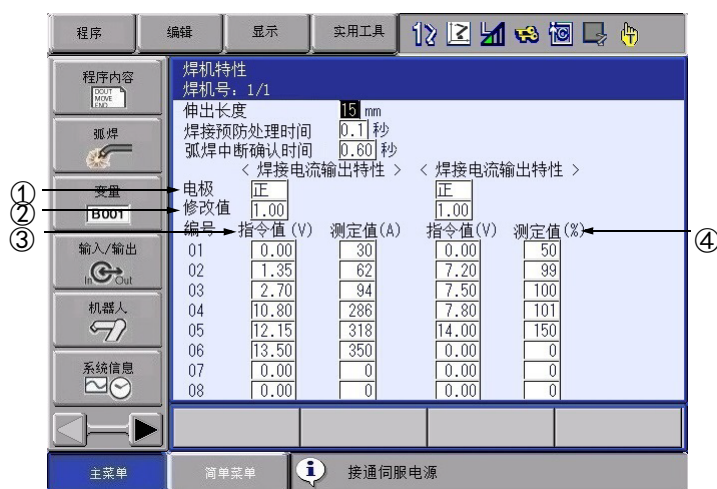 程序 编辑 显示 实用工具
程序内容
DOUT
MOVE
END
弧焊
变量
B001
输入/输出
In Out
机器人
系统信息
焊机特性
焊机号: 1/1
伸出长度 15 mm
焊接预防处理时间 0.1 秒
弧焊中断确认时间 0.60 秒
< 焊接电流输出特性 > < 焊接电流输出特性 >
① 电极 正 正
② 修改值 1.00 1.00
③ 编号 指令值(V) 测定值(A) 指令值(V) 测定值(%) ④
01 0.00 30 0.00 50
02 1.35 62 7.20 99
03 2.70 94 7.50 100
04 10.80 286 7.80 101
05 12.15 318 14.00 150
06 13.50 350 0.00 0
07 0.00 0 0.00 0
08 0.00 0 0.00 0
主菜单 简单菜单 接通伺服电源